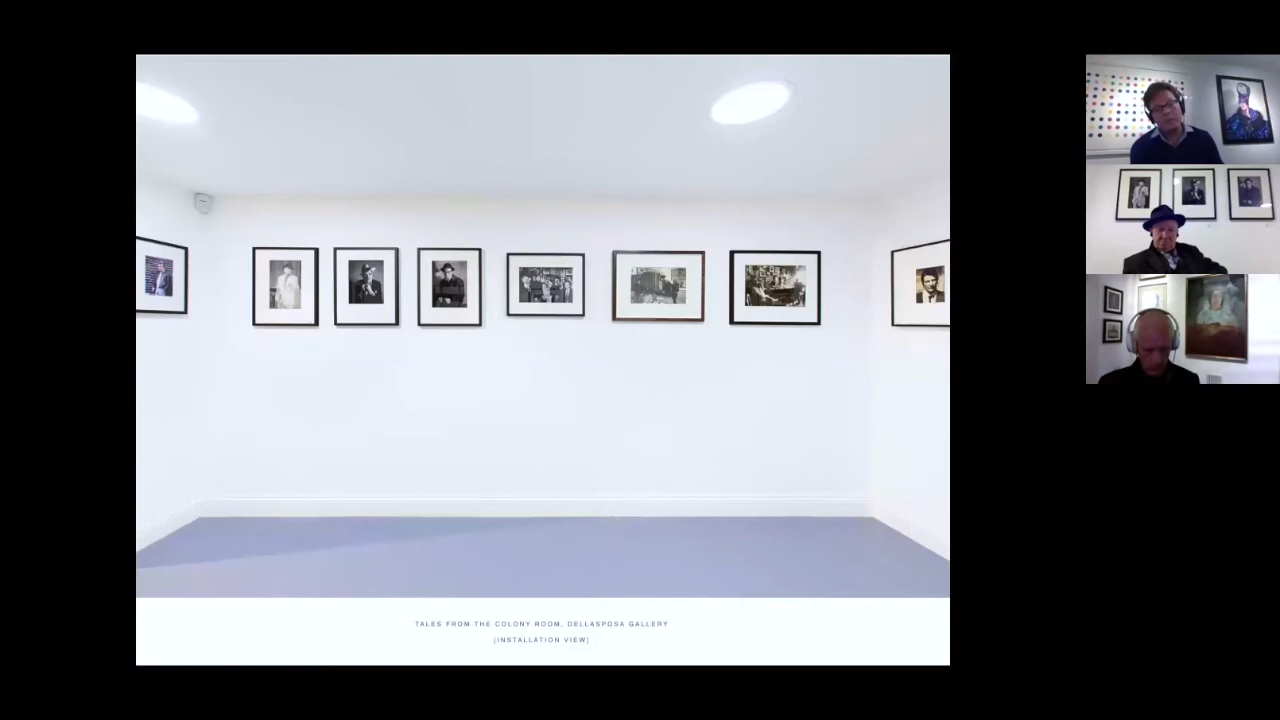 TALES FROM THE COLONY ROOM, DELLASPOSA GALLERY
[INSTALLATION VIEW]